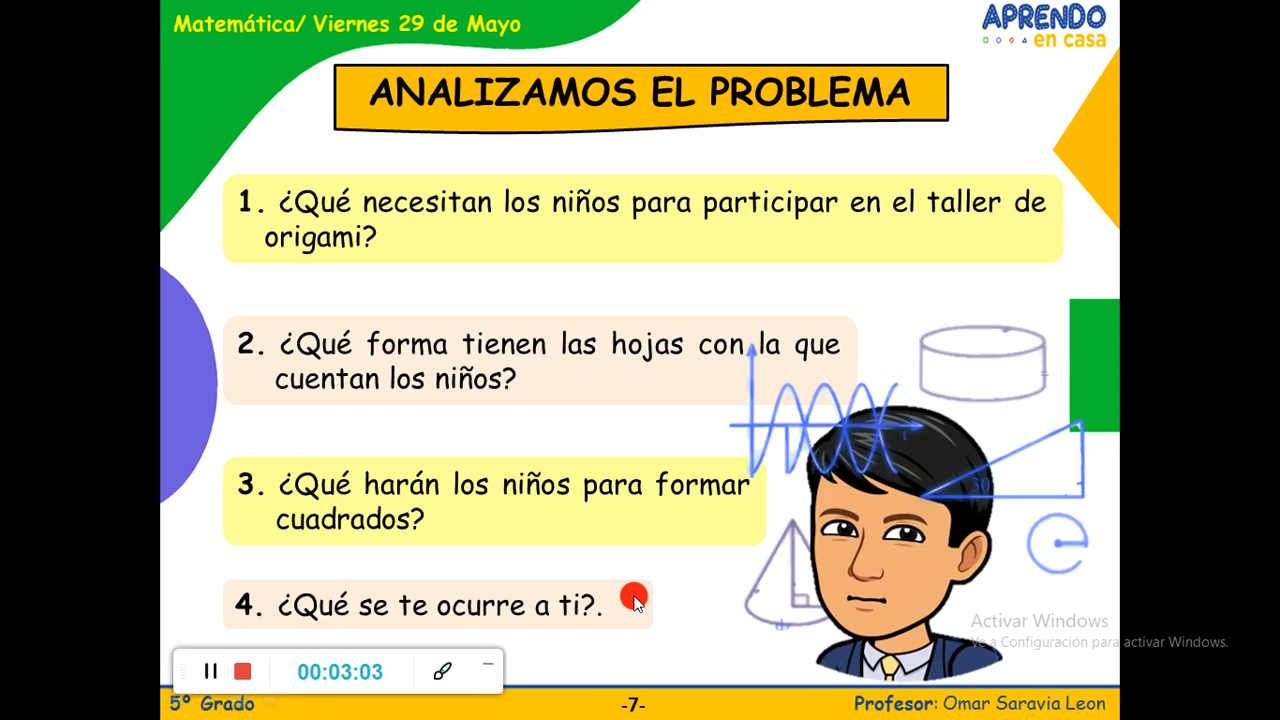 Matemática/ Viernes 29 de Mayo
APRENDO
en casa
ANALIZAMOS EL PROBLEMA
1. ¿Qué necesitan los niños para participar en el taller de
origami?
2. ¿Qué forma tienen las hojas con la que
cuentan los niños?
3. ¿Qué harán los niños para formar
cuadrados?
4. ¿Qué se te ocurre a ti?.
t
30
dr
Activar Windows
Ve a Configuración para activar Windows.
00:03:03
5º Grado
-7-
Profesor: Omar Saravia Leon